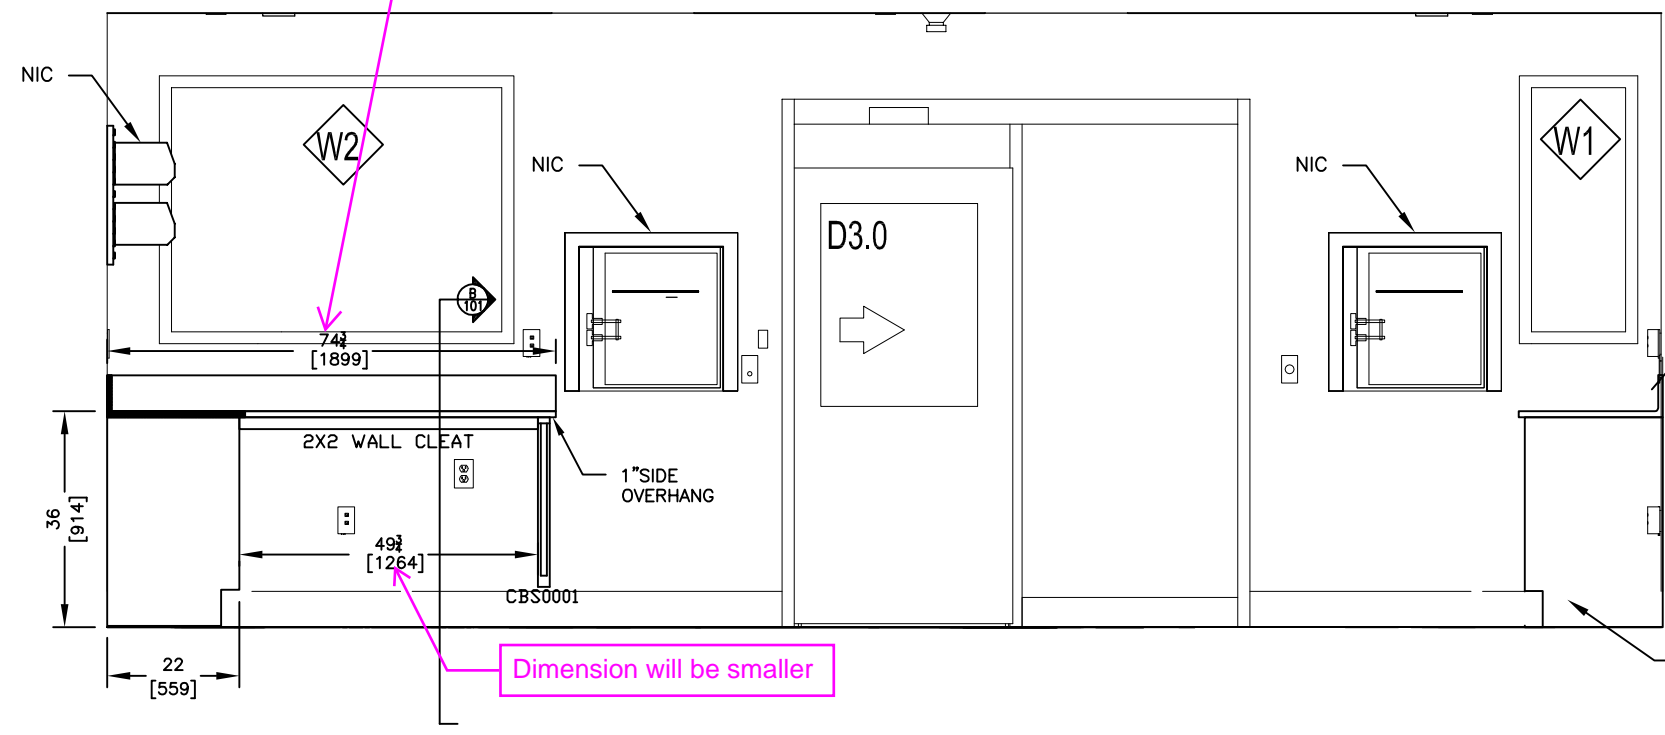 NIC
W2
NIC
NIC
W1
D3.0
B
101
74¾
[1899]
2X2 WALL CLEAT
1"SIDE
OVERHANG
36
[914]
49¾
[1264]
CBS0001
22
[559]
Dimension will be smaller